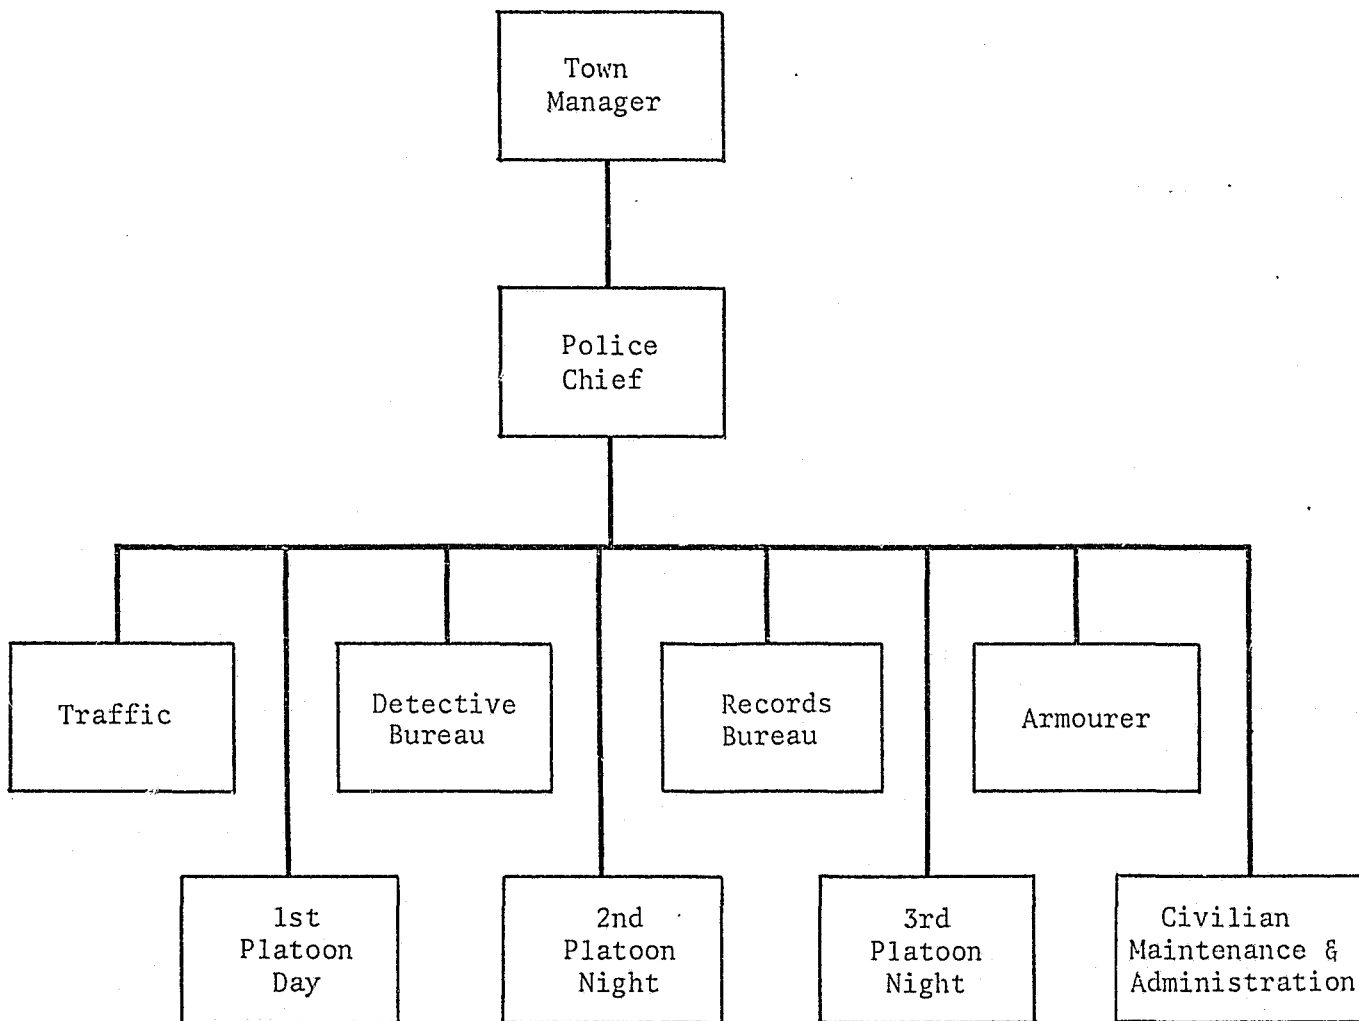 Town
Manager
Police
Chief
Traffic
Detective
Bureau
Records
Bureau
Armourer
1st
Platoon
Day
2nd
Platoon
Night
3rd
Platoon
Night
Civilian
Maintenance &
Administration